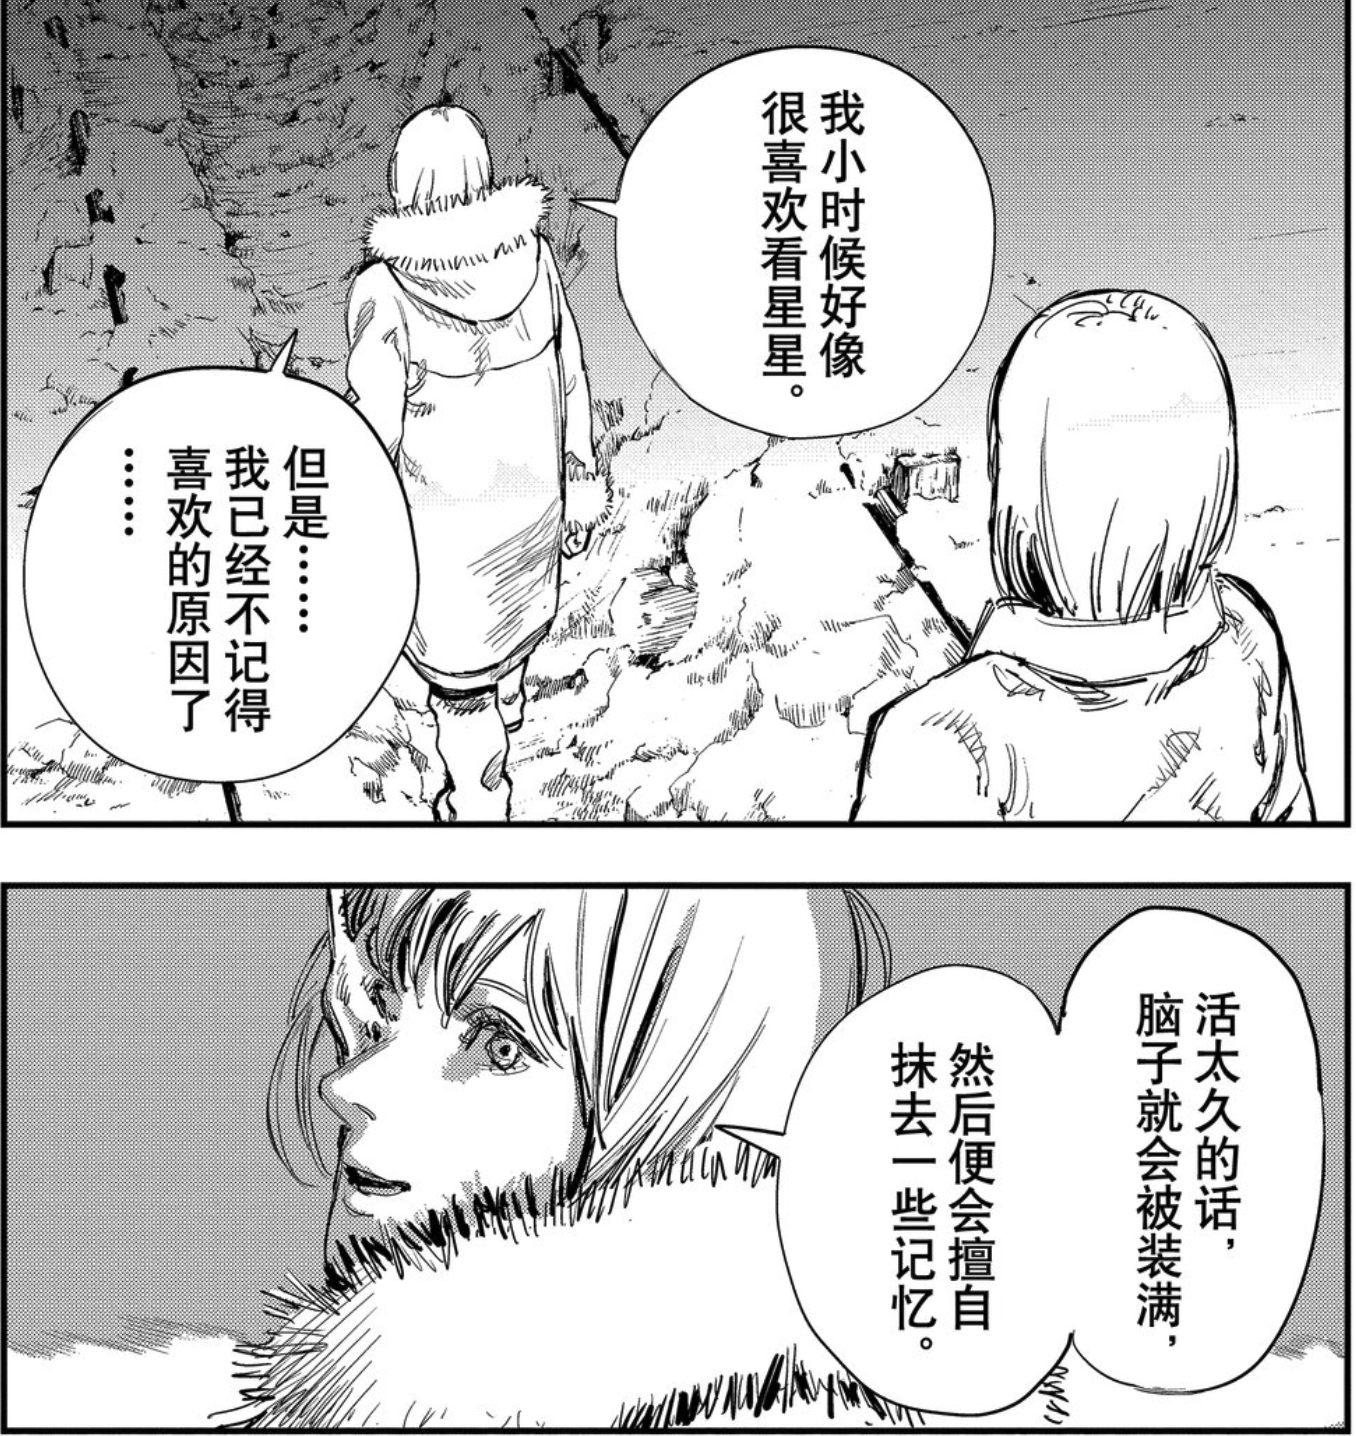 我小时候好像
很喜欢看星星。
但是……
我已经不记得
喜欢的原因了
……
活太久的话，
脑子就会被装满，
然后便会擅自
抹去一些记忆。